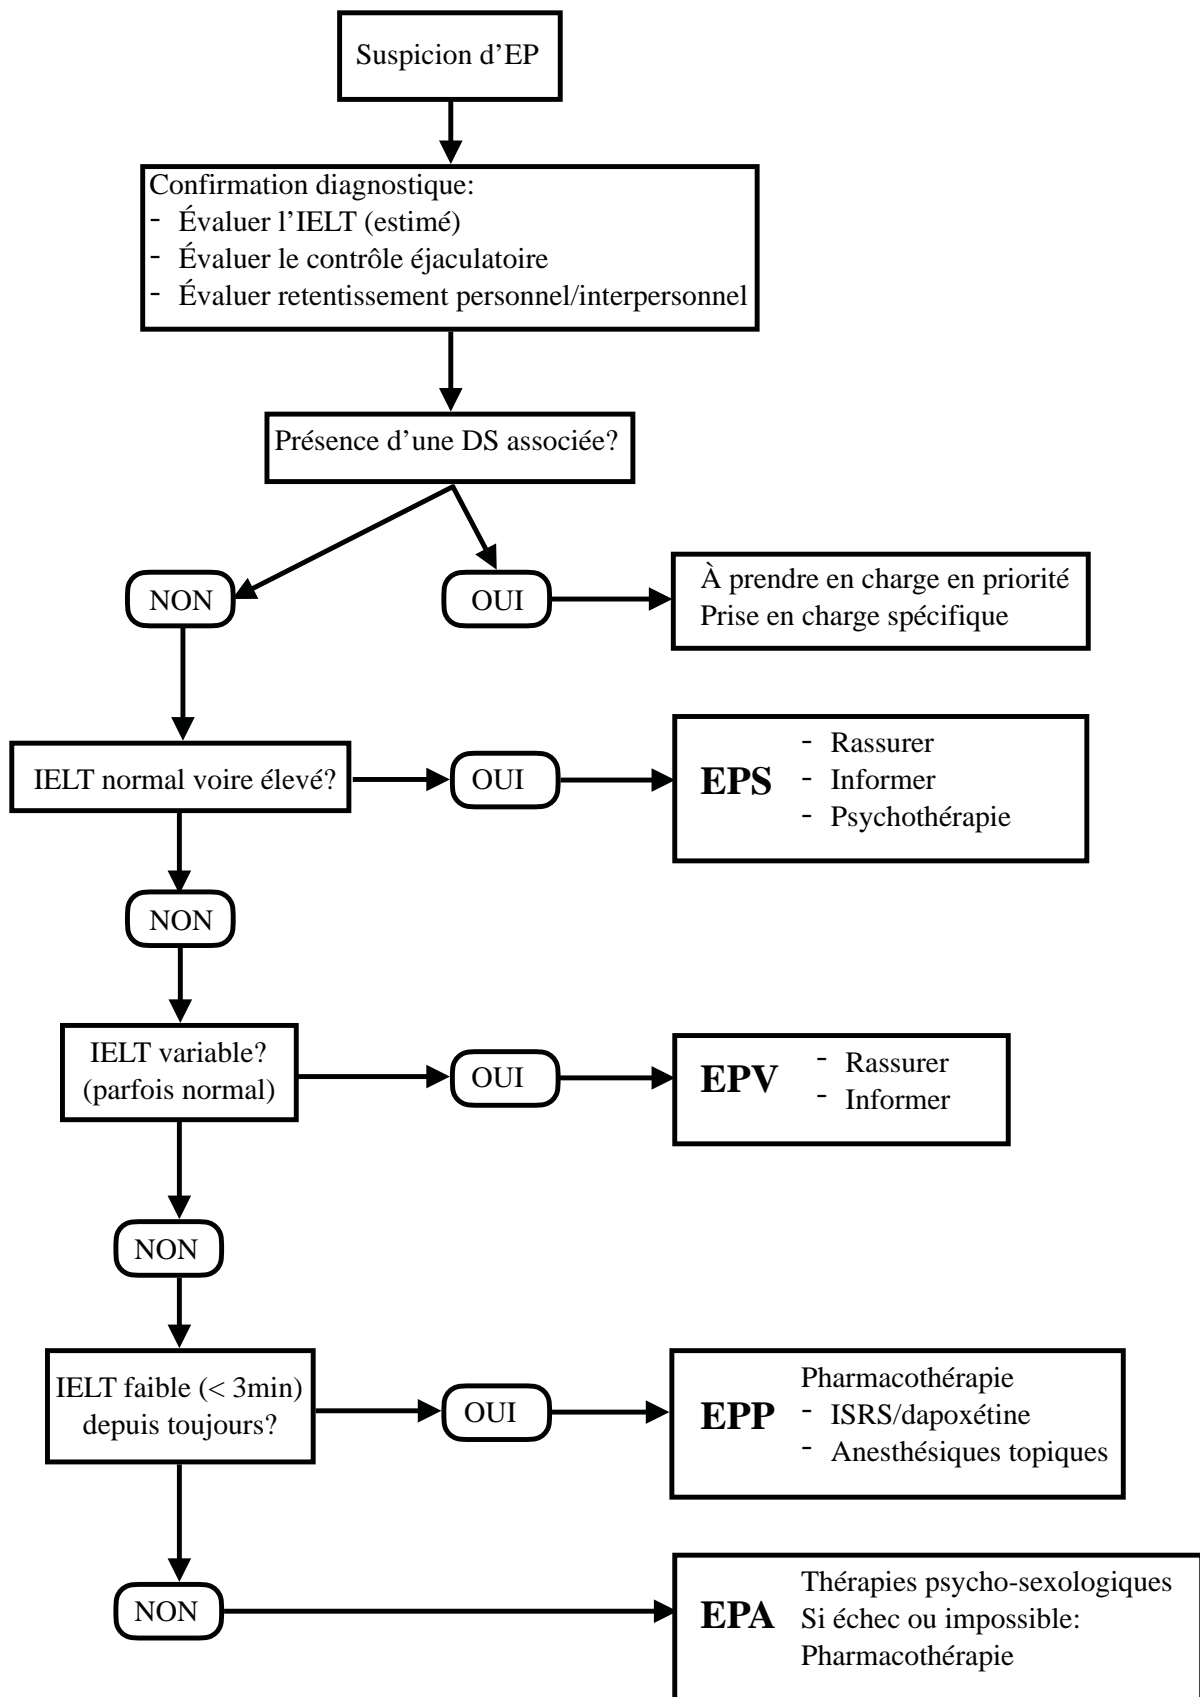 Suspicion d’EP
Confirmation diagnostique:
- Évaluer l’IELT (estimé)
- Évaluer le contrôle éjaculatoire
- Évaluer retentissement personnel/interpersonnel
Présence d’une DS associée?
NON
OUI
À prendre en charge en priorité
Prise en charge spécifique
IELT normal voire élevé?
OUI
EPS
- Rassurer
- Informer
- Psychothérapie
NON
IELT variable?
(parfois normal)
OUI
EPV
- Rassurer
- Informer
NON
IELT faible (< 3min)
depuis toujours?
OUI
EPP
Pharmacothérapie
- ISRS/dapoxétine
- Anesthésiques topiques
NON
EPA
Thérapies psycho-sexologiques
Si échec ou impossible:
Pharmacothérapie